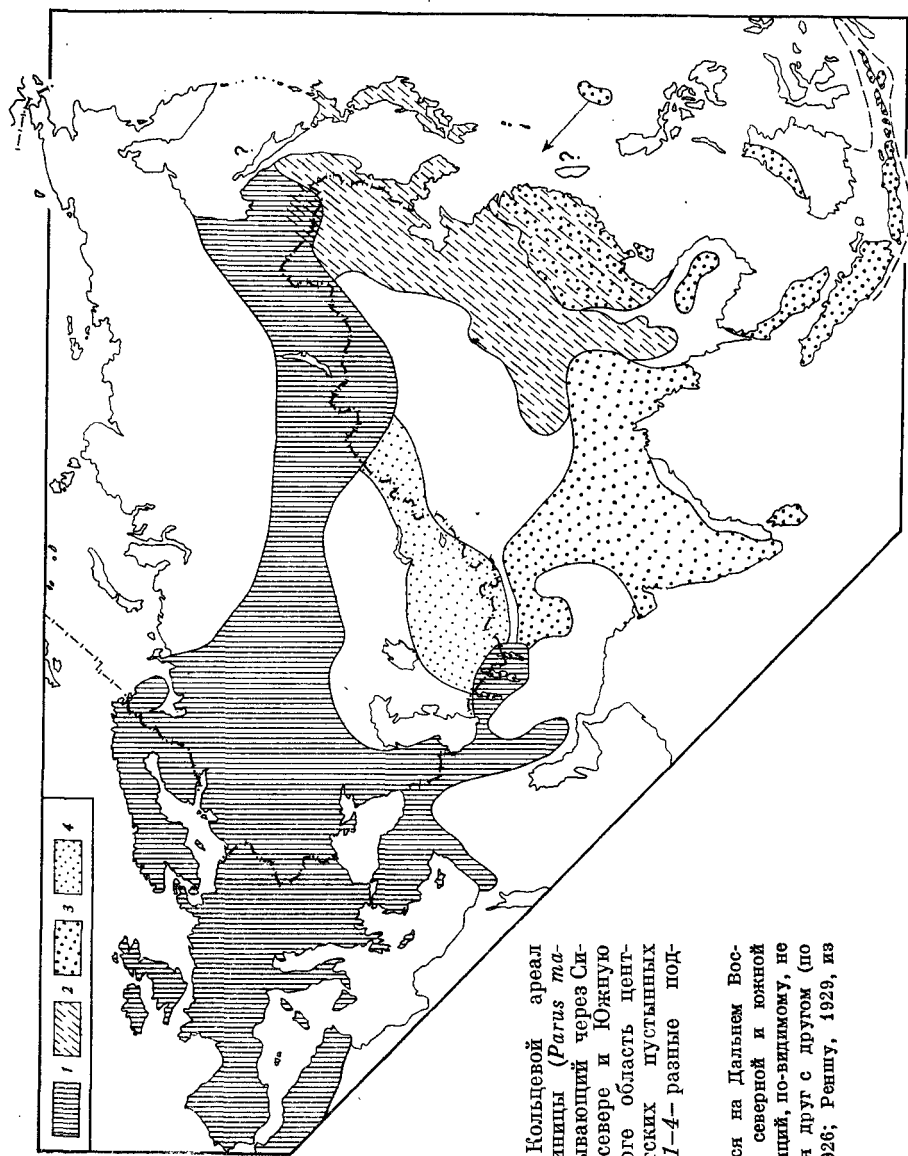 1 2 3 4
?
?
Кольцевой ареал
иницы (Parus ma-
ывающий через Си-
севере и Южную
оге область цент-
тских пустынных
1—4— разные под-
ся на Дальнем Вос-
северной и южной
ций, по-видимому, не
н друг с другом (по
926; Реншу, 1929, из